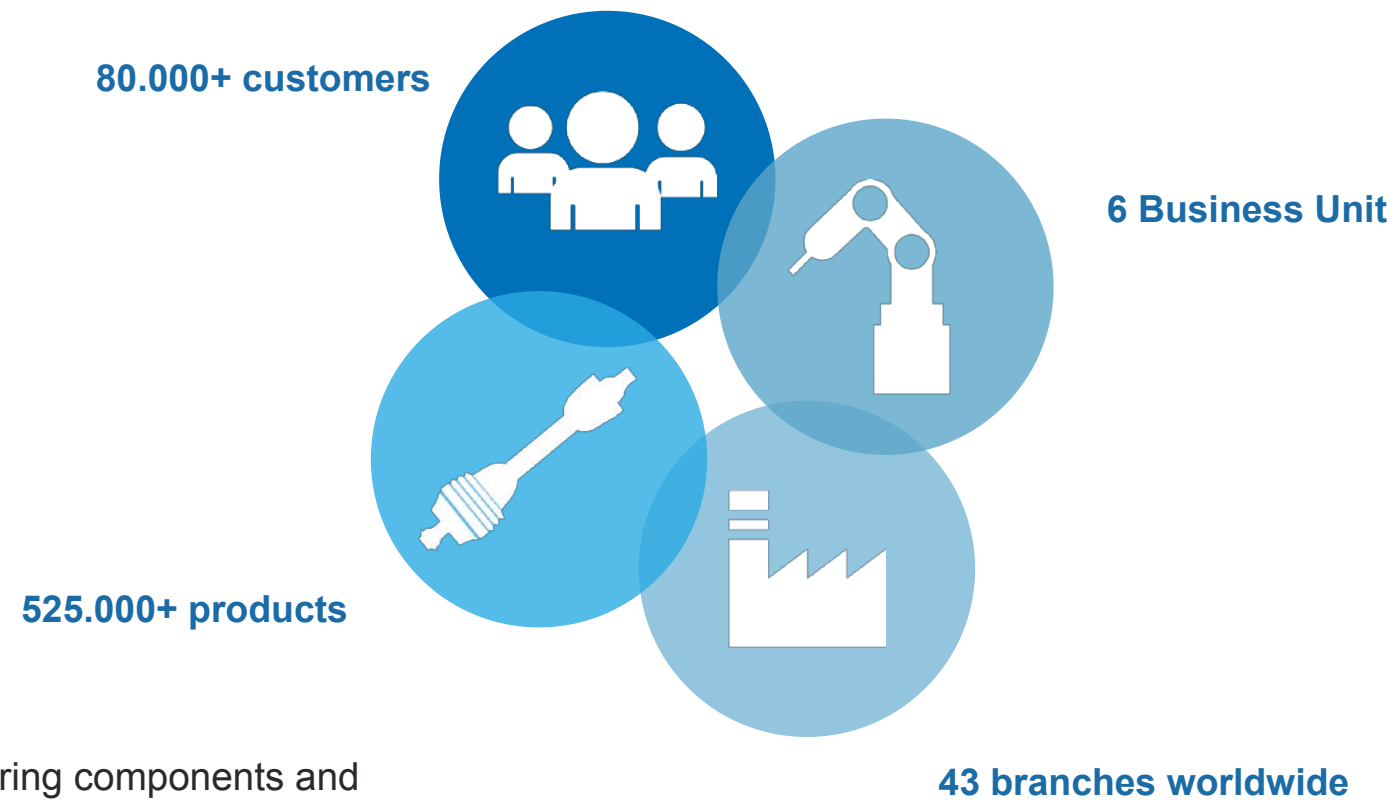 80.000+ customers
6 Business Unit
525.000+ products
ring components and
43 branches worldwide